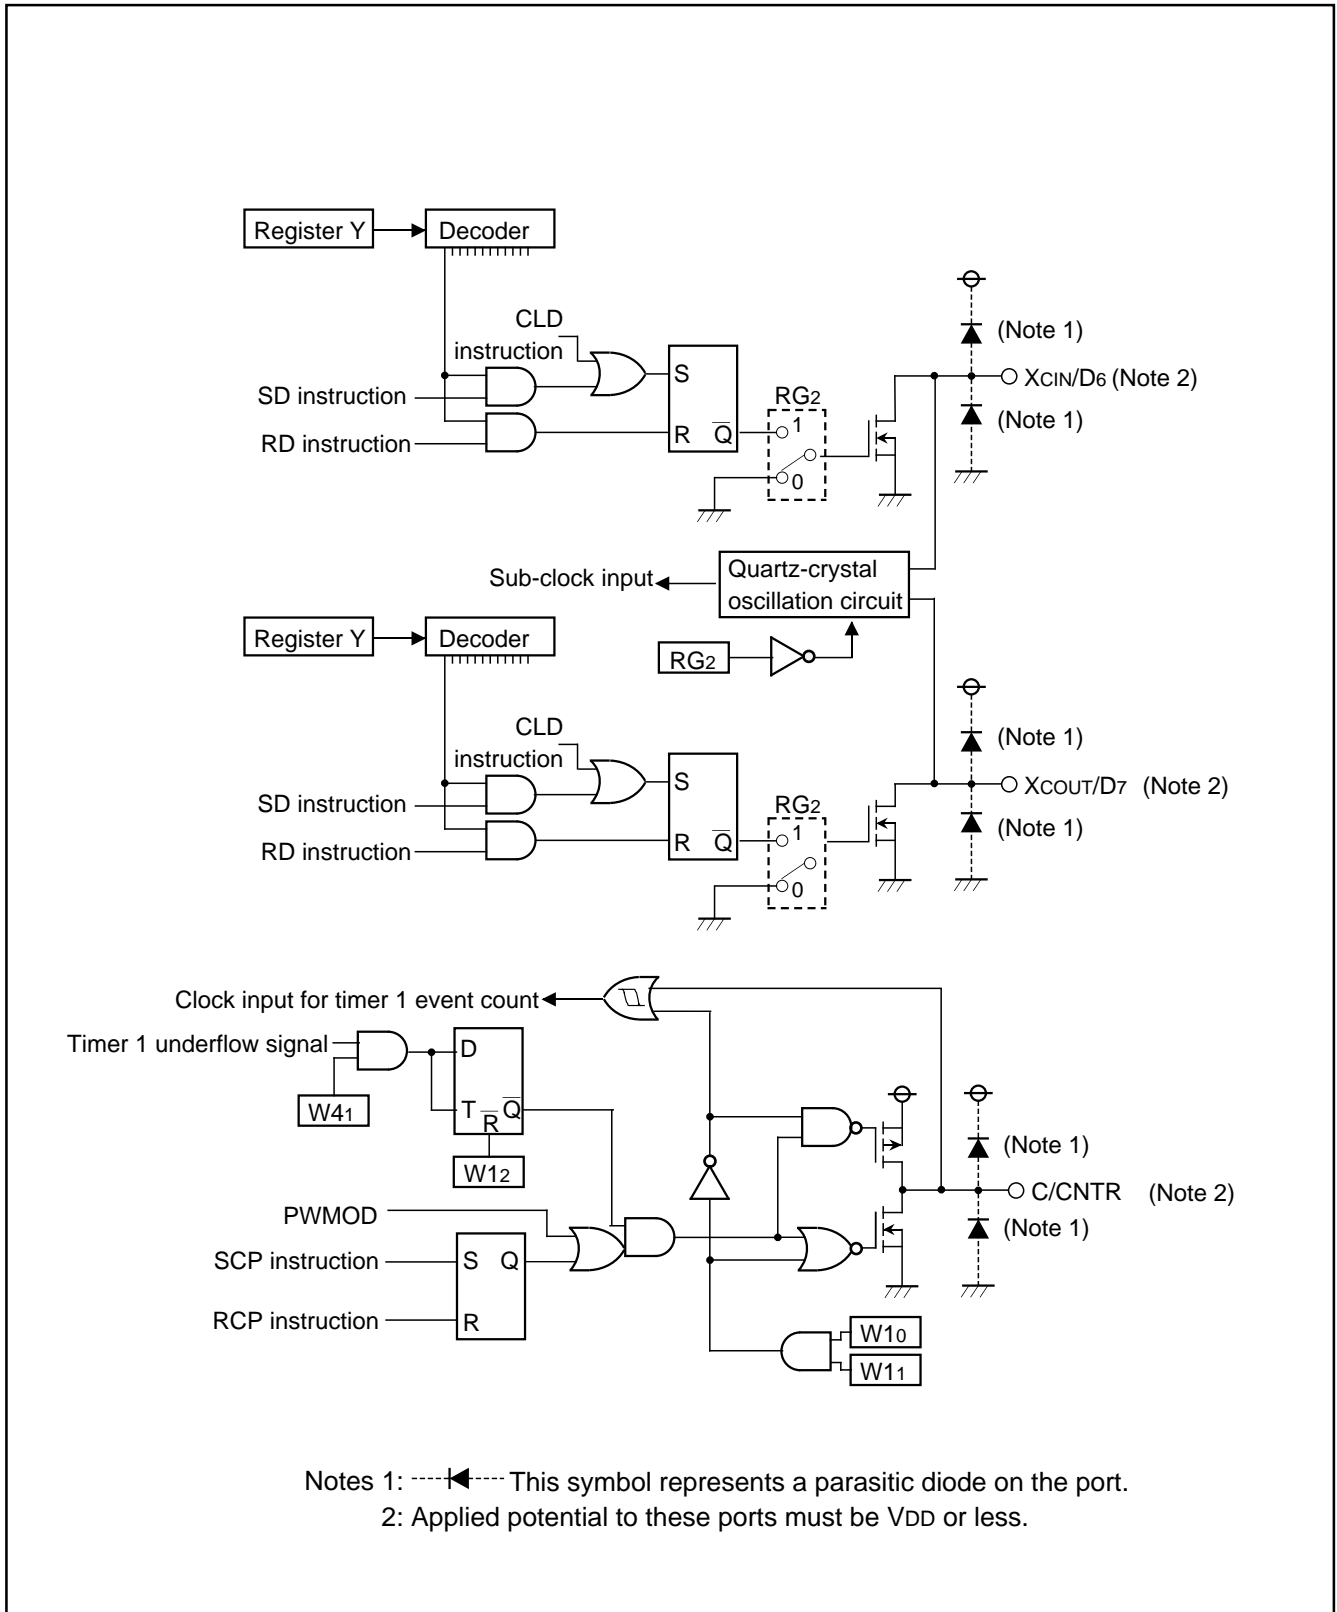 Register Y
Decoder
CLD
instruction
SD instruction
RD instruction
S
R Q
RG2
1
0
(Note 1)
XCIN/D6 (Note 2)
(Note 1)
Sub-clock input
Quartz-crystal
oscillation circuit
RG2
Register Y
Decoder
CLD
instruction
SD instruction
RD instruction
S
R Q
RG2
1
0
(Note 1)
XCOUT/D7 (Note 2)
(Note 1)
Clock input for timer 1 event count
Timer 1 underflow signal
D
T R Q
W41
W12
PWMOD
SCP instruction
RCP instruction
S Q
R
(Note 1)
C/CNTR (Note 2)
(Note 1)
W10
W11
Notes 1: This symbol represents a parasitic diode on the port.
2: Applied potential to these ports must be VDD or less.